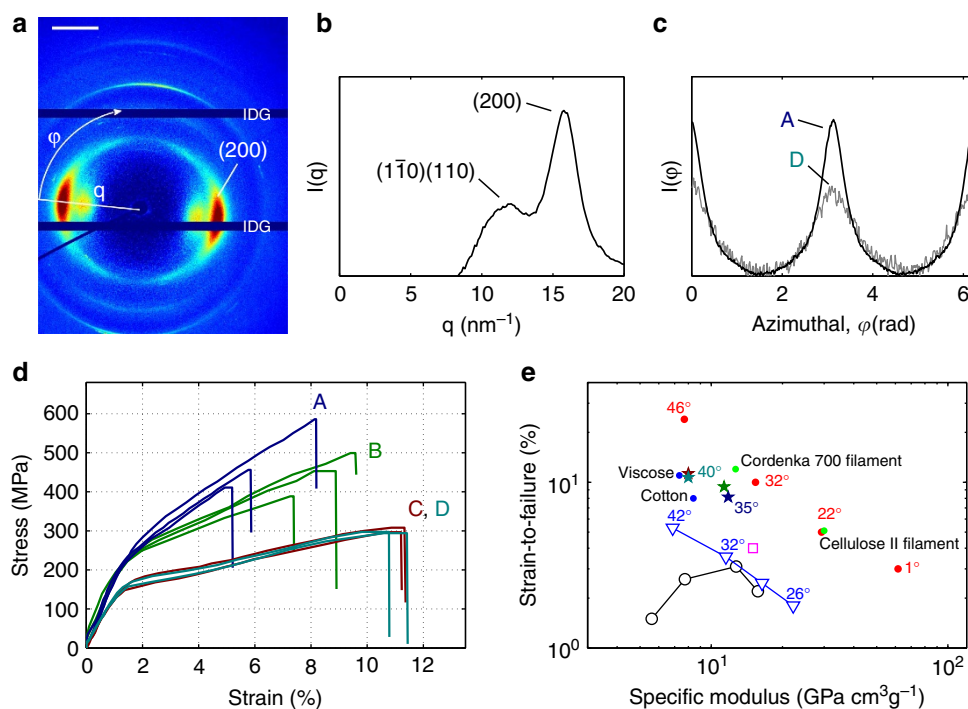 a
IDG
φ
(200)
q
IDG
b
I(q)
(200)
(11̄0)(110)
0
5
10
15
20
q (nm⁻¹)
c
I(φ)
A
D
0
2
4
6
Azimuthal, φ(rad)
d
Stress (MPa)
600
500
400
300
200
100
0
A
B
C, D
0
2
4
6
8
10
12
Strain (%)
e
Strain-to-failure (%)
10¹
10⁰
46°
Viscose
40°
Cordenka 700 filament
32°
Cotton
35°
42°
22°
32°
Cellulose II filament
26°
1°
10¹
10²
Specific modulus (GPa cm³g⁻¹)